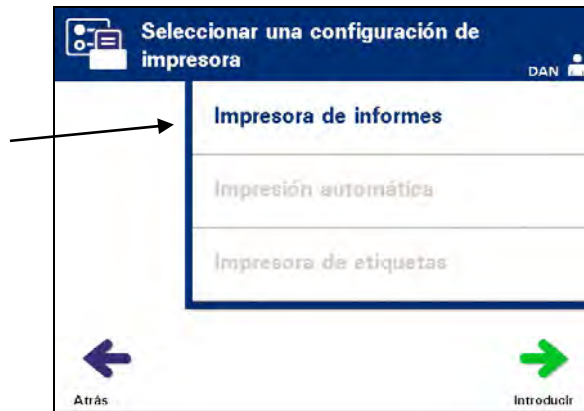 Seleccionar una configuración de
impresora
DAN
Impresora de informes
Impresión automática
Impresora de etiquetas
Atrás
Introducir